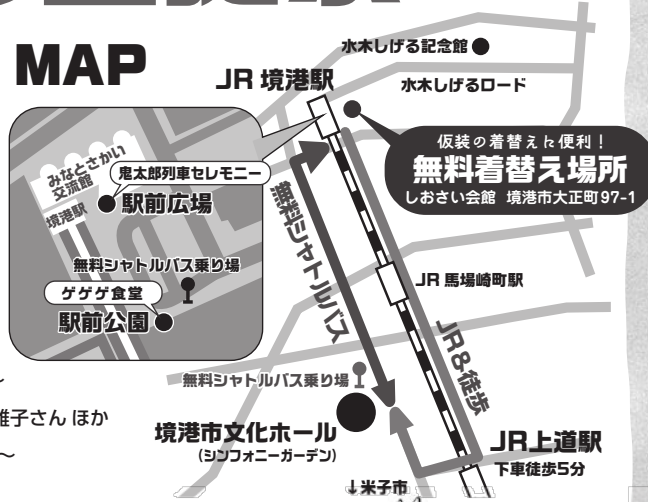 MAP
水木しげる記念館
JR 境港駅
水木しげるロード
仮装の着替えに便利！
無料着替え場所
しおさい会館 境港市大正町97-1
みなとさかい
交流館
鬼太郎列車セレモニー
境港駅
駅前広場
無料シャトルバス乗り場
ゲゲゲ食堂
駅前公園
無料シャトルバス
JR 馬場崎町駅
JR&徒歩
～
無料シャトルバス乗り場
雅子さん ほか
境港市文化ホール
(シンフォニーガーデン)
～
JR上道駅
下車徒歩5分
↓米子市